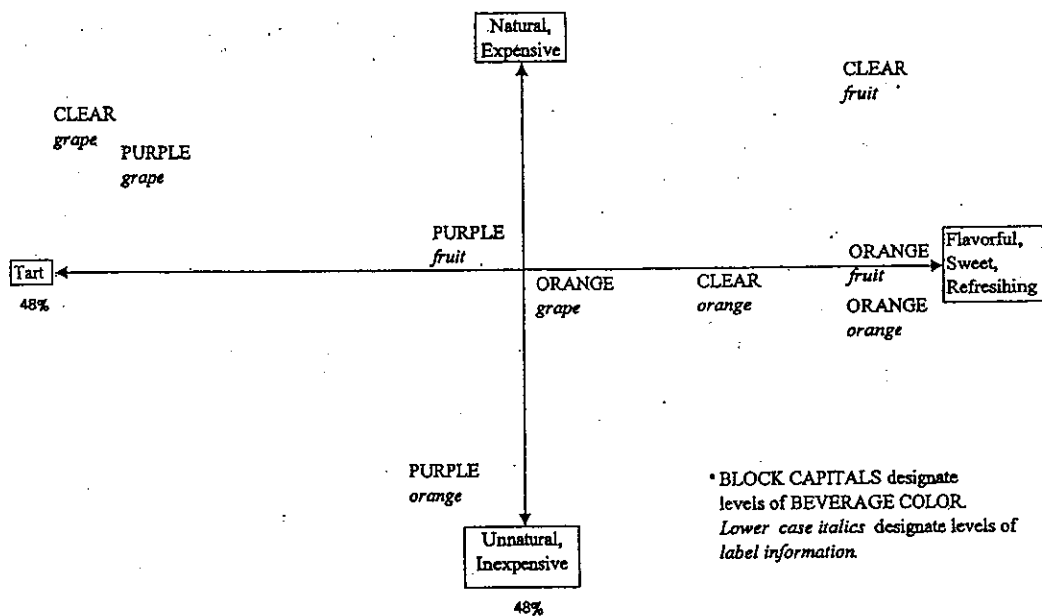 Natural,
Expensive
CLEAR
fruit
CLEAR
grape
PURPLE
grape
PURPLE
fruit
Tart
48%
ORANGE
fruit
Flavorful,
Sweet,
Refresihing
ORANGE
grape
CLEAR
orange
ORANGE
orange
PURPLE
orange
• BLOCK CAPITALS designate
levels of BEVERAGE COLOR.
Lower case italics designate levels of
label information.
Unnatural,
Inexpensive
48%